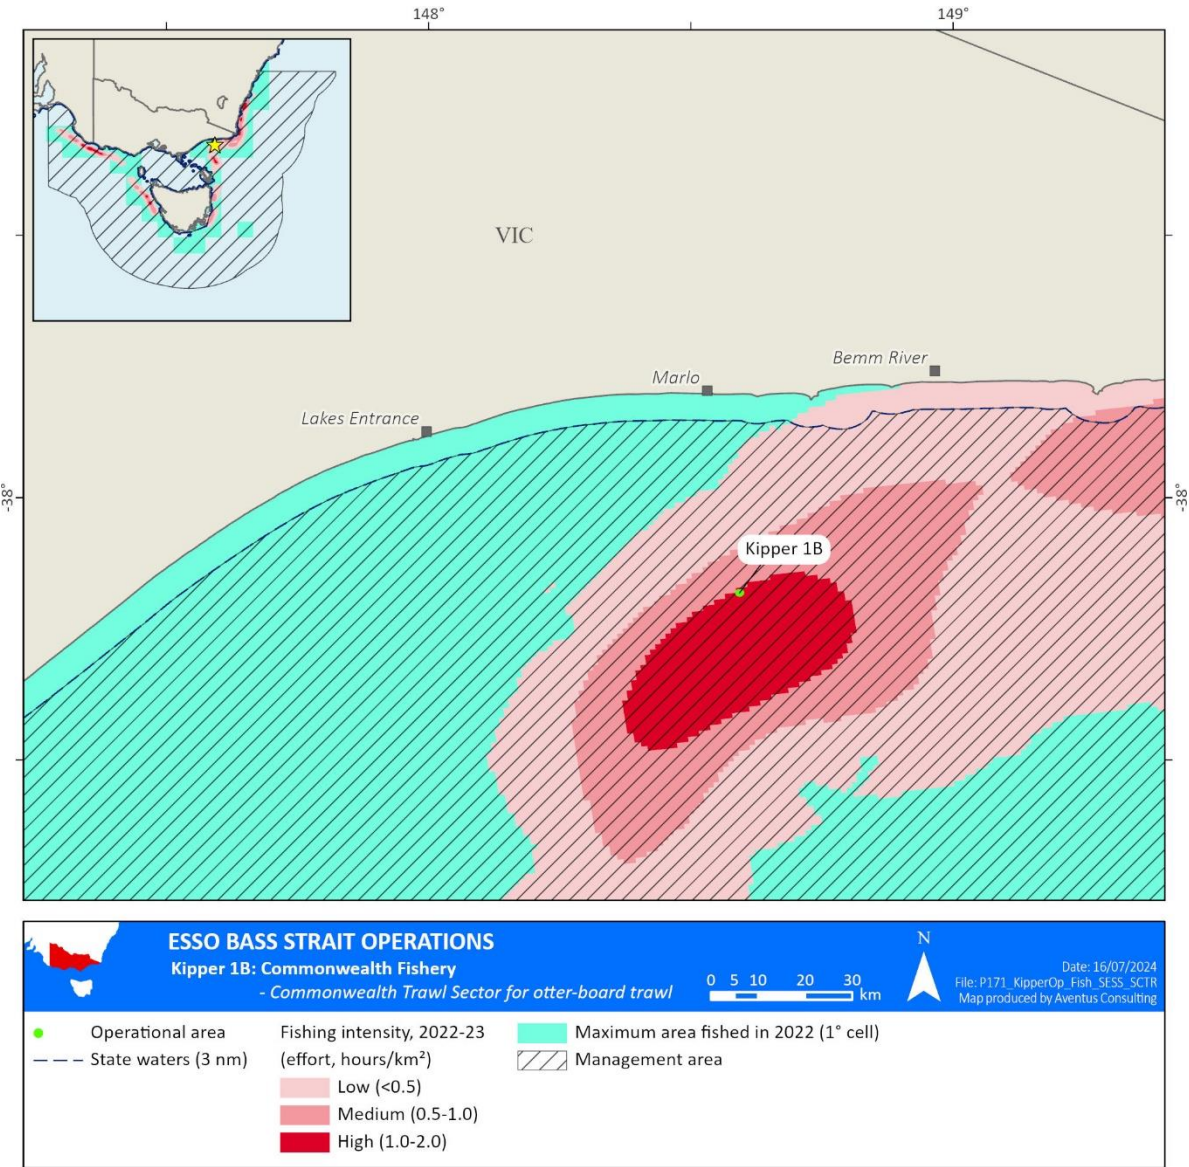 148°
149°
VIC
Bemm River
Marlo
Lakes Entrance
-38°
-38°
Kipper 1B
ESSO BASS STRAIT OPERATIONS
Kipper 1B: Commonwealth Fishery
- Commonwealth Trawl Sector for otter-board trawl
0 5 10 20 30
km
N
Date: 16/07/2024
File: P171_KipperOp_Fish_SESS_SCTR
Map produced by Aventus Consulting
Operational area
State waters (3 nm)
Fishing intensity, 2022-23
(effort, hours/km²)
Low (<0.5)
Medium (0.5-1.0)
High (1.0-2.0)
Maximum area fished in 2022 (1° cell)
Management area